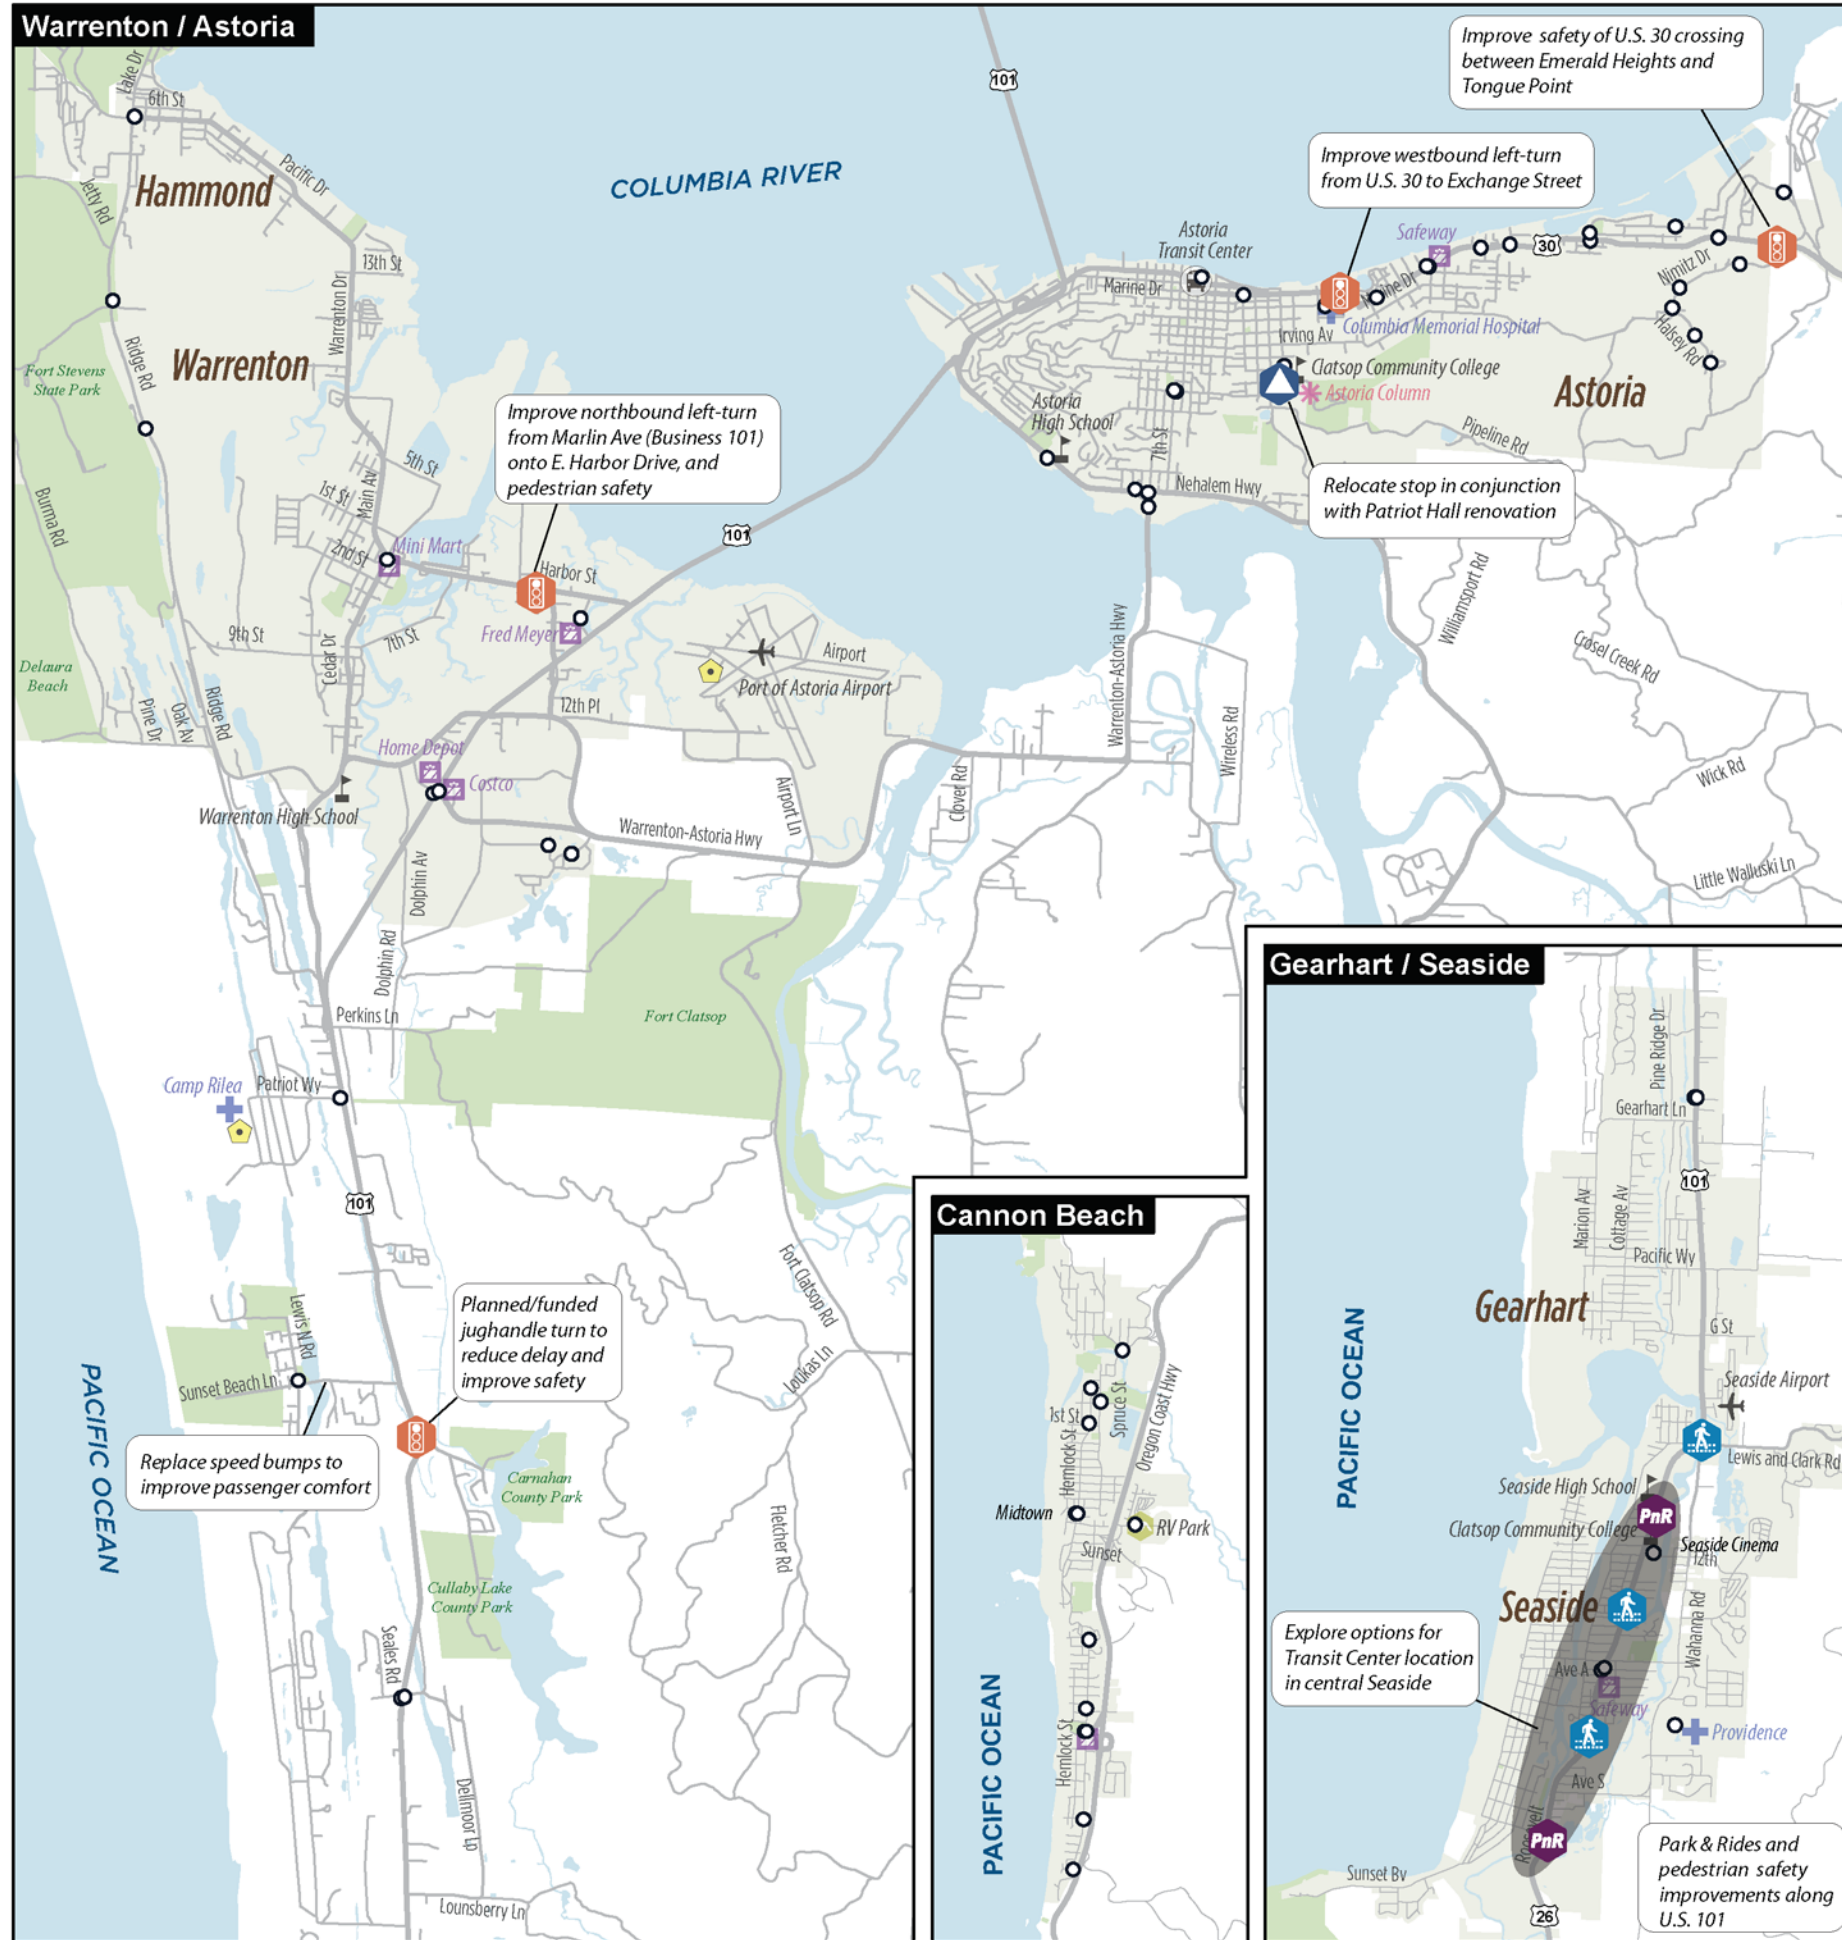 Warrenton / Astoria
Improve safety of U.S. 30 crossing
between Emerald Heights and
Tongue Point
101
Lake Dr
6th St
Pacific Dr
COLUMBIA RIVER
Improve westbound left-turn
from U.S. 30 to Exchange Street
Hammond
Jetty Rd
13th St
Astoria
Transit Center
Safeway
30
Marine Dr
Marine Dr
Nimitz Dr
Halsey Rd
Warrenton Dr
Columbia Memorial Hospital
Irving Av
Clatsop Community College
Astoria Column
Astoria
Ridge Rd
Warrenton
Fort Stevens
State Park
Astoria
High School
7th St
Pipeline Rd
Improve northbound left-turn
from Marlin Ave (Business 101)
onto E. Harbor Drive, and
pedestrian safety
5th St
1st St
Main Av
Burma Rd
Nehalem Hwy
Relocate stop in conjunction
with Patriot Hall renovation
101
2nd St
Mini Mart
Harbor St
Williamsport Rd
9th St
Cedar Dr
7th St
Fred Meyer
Airport
Port of Astoria Airport
Warrenton-Astoria Hwy
Crosel Creek Rd
Delaura
Beach
Pine Dr
Oak Av
Ridge Rd
12th Pl
Wireless Rd
Home Depot
Costco
Wick Rd
Warrenton High School
Airport Ln
Clover Rd
Warrenton-Astoria Hwy
Dolphin Av
Little Walluski Ln
Dolphin Rd
Gearhart / Seaside
Perkins Ln
Fort Clatsop
Pine Ridge Dr
Camp Rilea
Patriot Wy
Gearhart Ln
101
101
Marion Av
Cottage Av
Cannon Beach
Pacific Wy
Fort Clatsop Rd
Planned/funded
jughandle turn to
reduce delay and
improve safety
Lewis N Rd
Gearhart
G St
Loukas Ln
Sunset Beach Ln
PACIFIC OCEAN
PACIFIC OCEAN
Seaside Airport
1st St
Spruce St
Hemlock St
Oregon Coast Hwy
Lewis and Clark Rd
Replace speed bumps to
improve passenger comfort
Carnahan
County Park
Seaside High School
PnR
Clatsop Community College
Seaside Cinema
12th
Midtown
RV Park
Sunset
Fletcher Rd
Cullaby Lake
County Park
Seaside
Wahanna Rd
Explore options for
Transit Center location
in central Seaside
Seales Rd
Ave A
Safeway
PACIFIC OCEAN
Hemlock St
Providence
Ave S
Dellmoor Lp
PnR
Park & Rides and
pedestrian safety
improvements along
U.S. 101
Sunset Bv
Lounsberry Ln
26